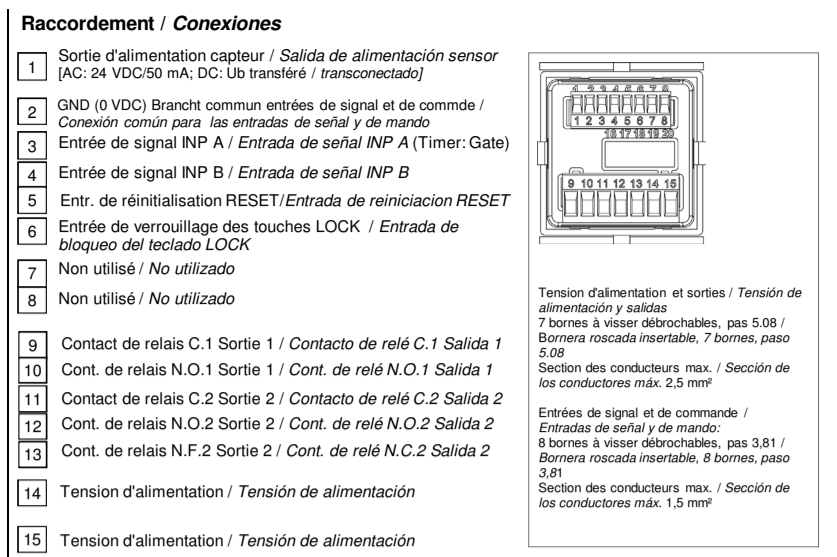 Raccordement / Conexiones
1 Sortie d'alimentation capteur / Salida de alimentación sensor
[AC: 24 VDC/50 mA; DC: Ub transféré / transconectado]
2 GND (0 VDC) Brancht commun entrées de signal et de commde /
Conexión común para las entradas de señal y de mando
3 Entrée de signal INP A / Entrada de señal INP A (Timer: Gate)
4 Entrée de signal INP B / Entrada de señal INP B
5 Entr. de réinitialisation RESET/Entrada de reiniciacion RESET
6 Entrée de verrouillage des touches LOCK / Entrada de
bloqueo del teclado LOCK
7 Non utilisé / No utilizado
8 Non utilisé / No utilizado
9 Contact de relais C.1 Sortie 1 / Contacto de relé C.1 Salida 1
10 Cont. de relais N.O.1 Sortie 1 / Cont. de relé N.O.1 Salida 1
11 Contact de relais C.2 Sortie 2 / Contacto de relé C.2 Salida 2
12 Cont. de relais N.O.2 Sortie 2 / Cont. de relé N.O.2 Salida 2
13 Cont. de relais N.F.2 Sortie 2 / Cont. de relé N.C.2 Salida 2
14 Tension d'alimentation / Tensión de alimentación
15 Tension d'alimentation / Tensión de alimentación
1 2 3 4 5 6 7 8
1 2 3 4 5 6 7 8
16 17 18 19 20
9 10 11 12 13 14 15
Tension d'alimentation et sorties / Tensión de
alimentación y salidas
7 bornes à visser débrochables, pas 5.08 /
Bornera roscada insertable, 7 bornes, paso
5.08
Section des conducteurs max. / Sección de
los conductores máx. 2,5 mm²
Entrées de signal et de commande /
Entradas de señal y de mando:
8 bornes à visser débrochables, pas 3,81 /
Bornera roscada insertable, 8 bornes, paso
3,81
Section des conducteurs max. / Sección de
los conductores máx. 1,5 mm²